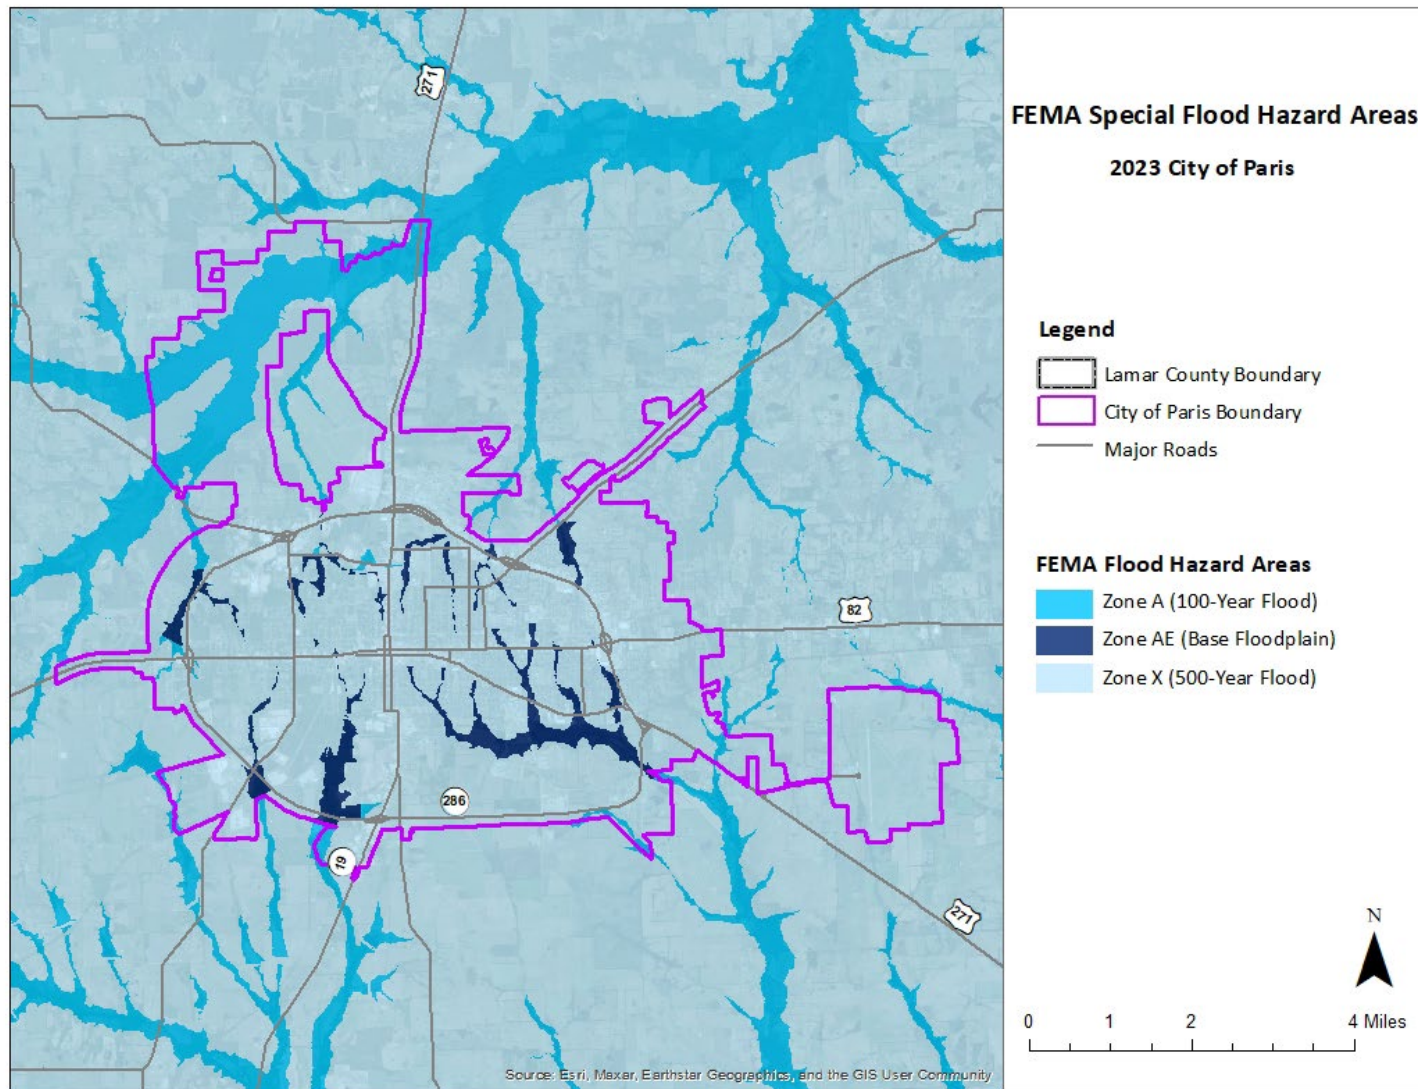 FEMA Special Flood Hazard Areas
2023 City of Paris
271
Legend
Lamar County Boundary
City of Paris Boundary
Major Roads
FEMA Flood Hazard Areas
Zone A (100-Year Flood)
82
Zone AE (Base Floodplain)
Zone X (500-Year Flood)
286
19
271
N
0 1 2 4 Miles
Source: Esri, Maxar, Earthstar Geographics, and the GIS User Community